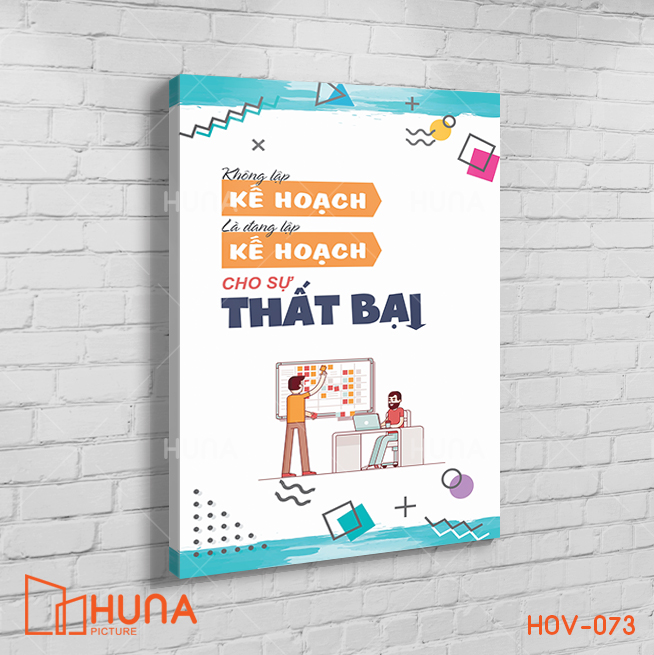 Không lập
KẾ HOẠCH
Là đang lập
KẾ HOẠCH
CHO SỰ
THẤT BẠI
HUNA
PICTURE
HOV-073